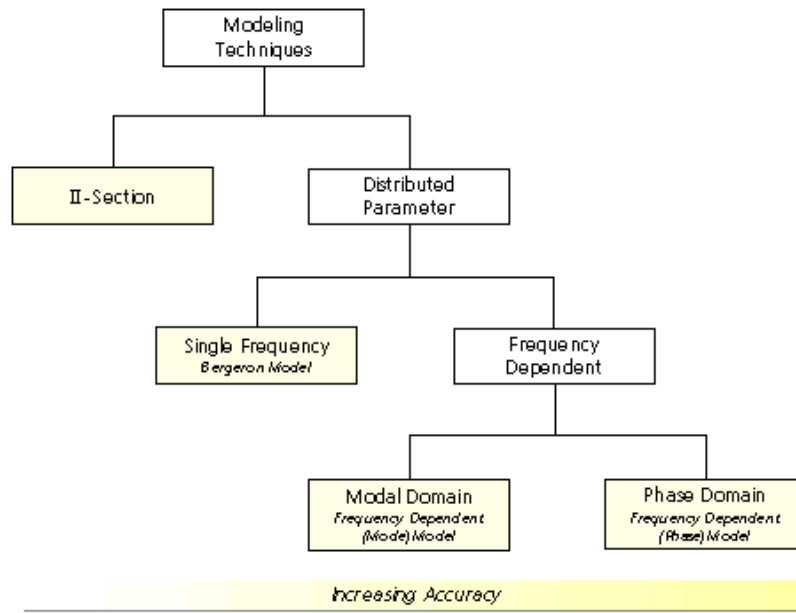 Modeling
Techniques
II-Section
Distributed
Parameter
Single Frequency
Bergeron Model
Frequency
Dependent
Modal Domain
Frequency Dependent
(Mode) Model
Phase Domain
Frequency Dependent
(Phase) Model
Increasing Accuracy